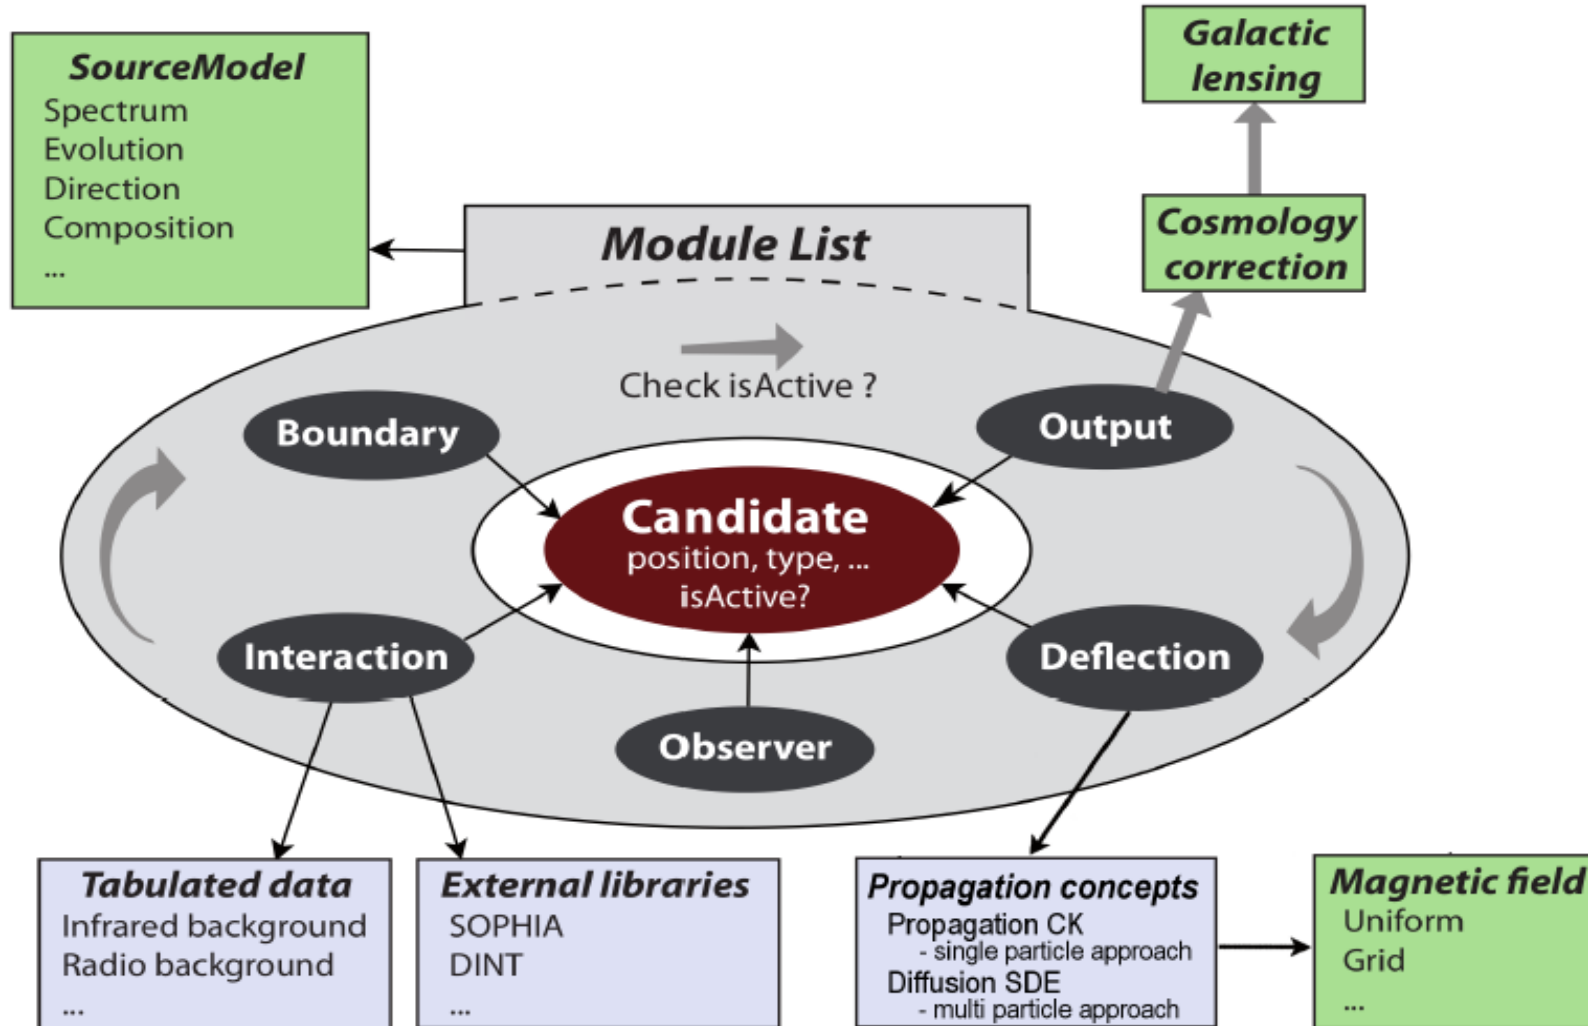 SourceModel
Spectrum
Evolution
Direction
Composition
...
Galactic
lensing
Cosmology
correction
Module List
Check isActive ?
Boundary
Output
Candidate
position, type, ...
isActive?
Interaction
Deflection
Observer
Tabulated data
Infrared background
Radio background
...
External libraries
SOPHIA
DINT
...
Propagation concepts
Propagation CK
- single particle approach
Diffusion SDE
- multi particle approach
Magnetic field
Uniform
Grid
...